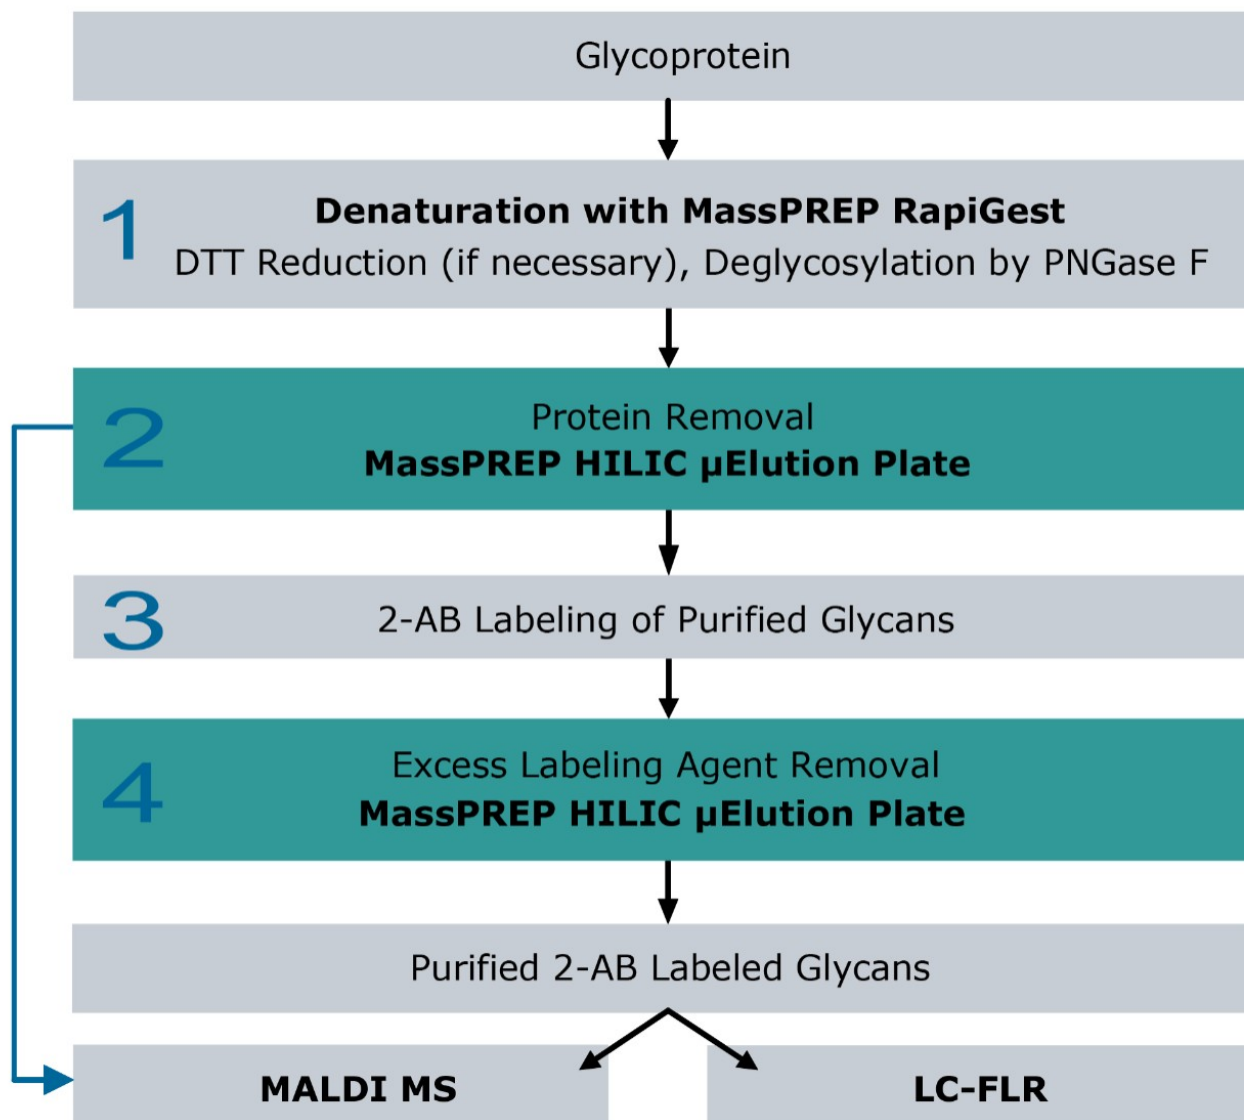 Glycoprotein
1
Denaturation with MassPREP RapiGest
DTT Reduction (if necessary), Deglycosylation by PNGase F
2
Protein Removal
MassPREP HILIC µElution Plate
3
2-AB Labeling of Purified Glycans
4
Excess Labeling Agent Removal
MassPREP HILIC µElution Plate
Purified 2-AB Labeled Glycans
MALDI MS
LC-FLR